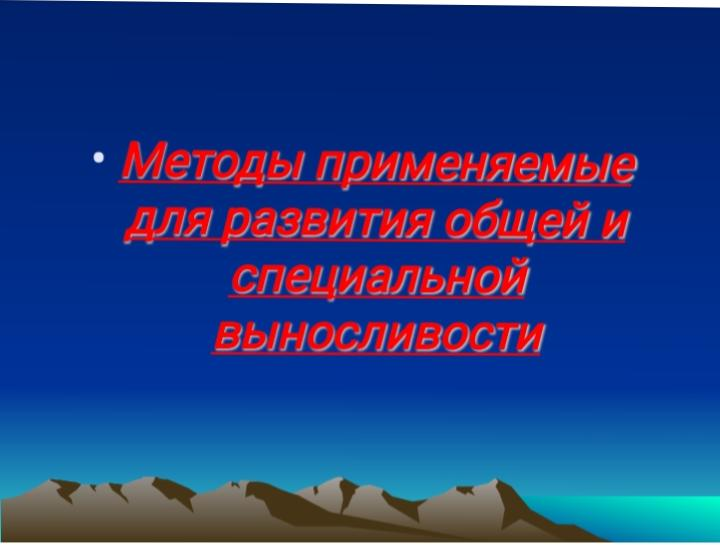 • Методы применяемые
для развития общей и
специальной
выносливости